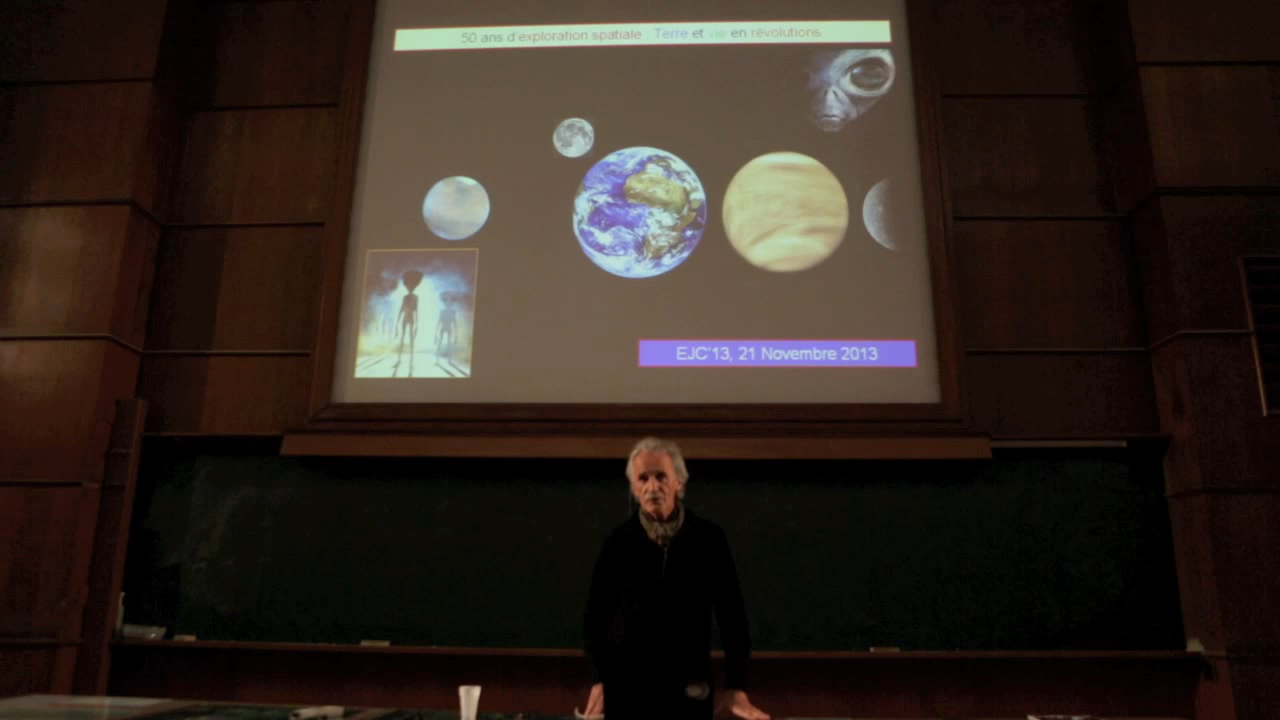 50 ans d'exploration spatiale : Terre et vie en révolutions
EJC'13, 21 Novembre 2013